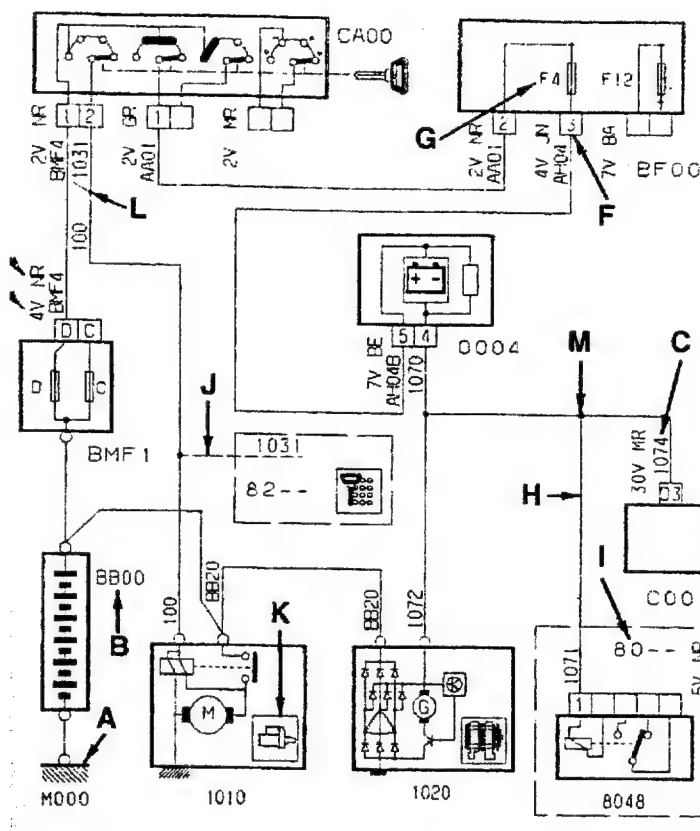 CA00
1 2
1
2V NR
BMF4
1031
2V GR
AA01
2V MR
F4
F12
G
2 3
2V NR
AA01
4V JN
AH04
7V BA
BF00
F
L
100
4V NR
BMF4
D C
D C
BMF1
+ -
5 4
0004
7V BE
AH04B
1070
M
C
J
1031
82--
30V MR
1074
D3
C00
H
I
BB00
B
100
BB20
K
BB20
1072
1071
80--
6V NR
A
M000
M
1010
G
1020
1
8048